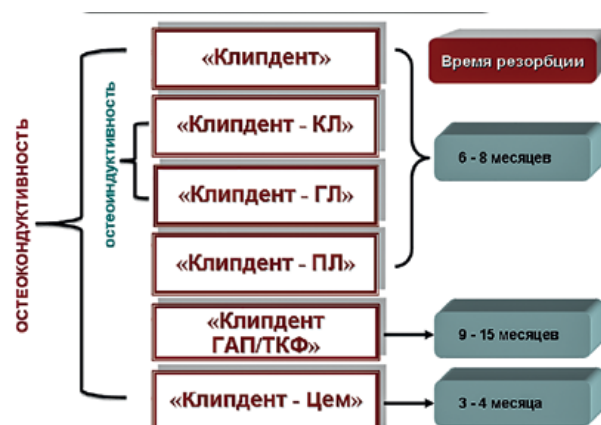 «Клипдент»
Время резорбции
ОСТЕОКОНДУКТИВНОСТЬ
ОСТЕОИНДУКТИВНОСТЬ
«Клипдент - КЛ»
6 - 8 месяцев
«Клипдент - ГЛ»
«Клипдент - ПЛ»
«Клипдент
ГАП/ТКФ»
9 - 15 месяцев
«Клипдент - Цем»
3 - 4 месяца